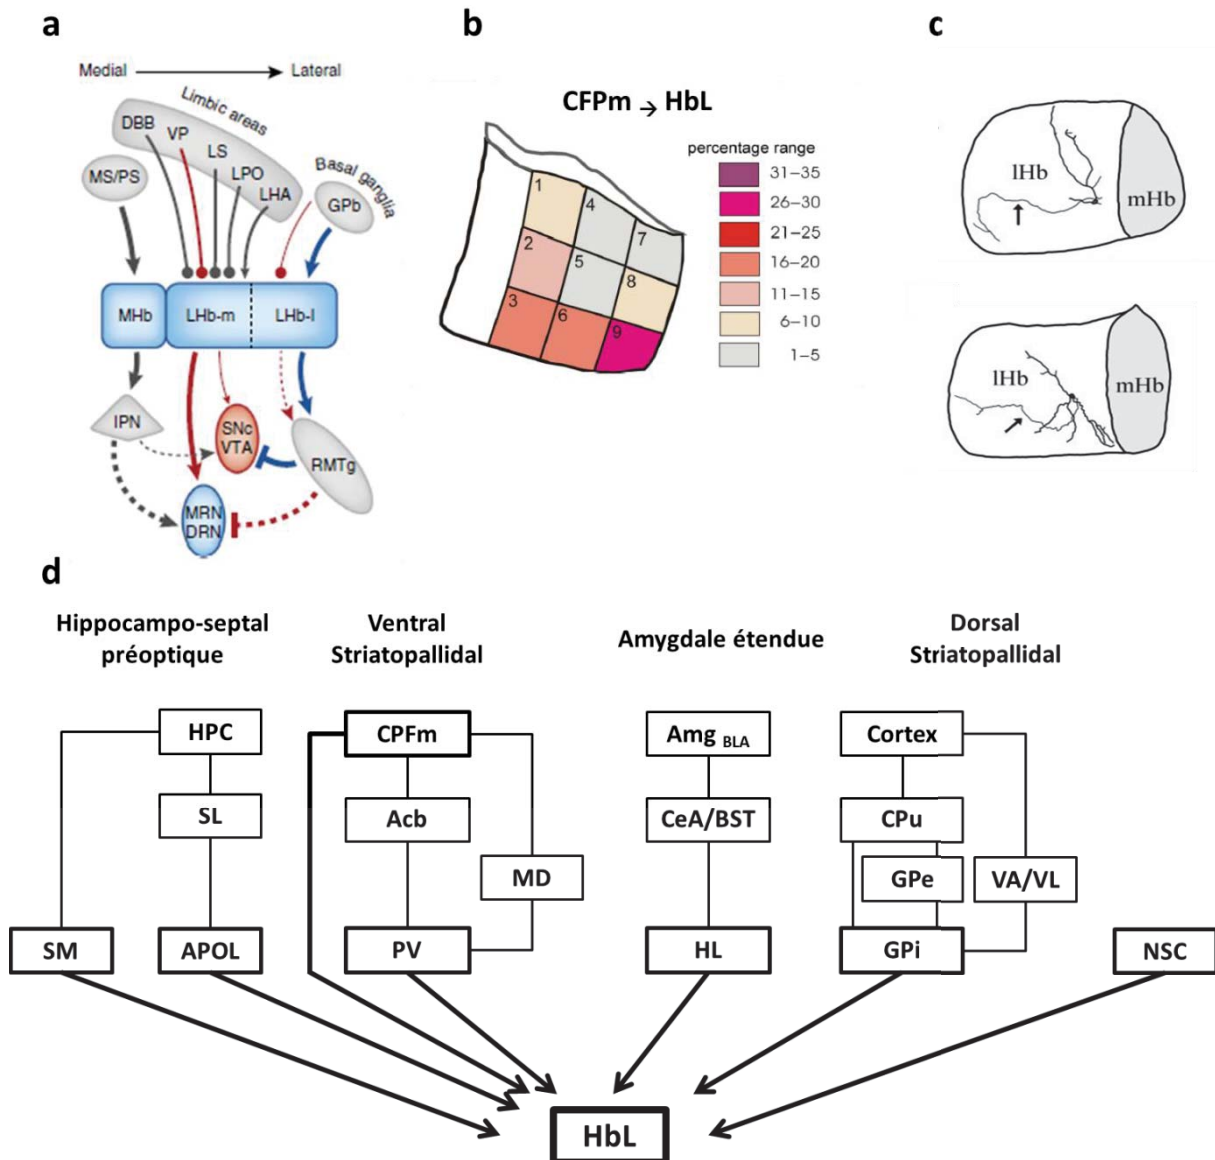 a
Medial
Lateral
Limbic areas
DBB
VP
LS
LPO
LHA
MS/PS
Basal ganglia
GPb
MHb
LHb-m
LHb-l
IPN
SNc
VTA
RMTg
MRN
DRN
b
CFPm → HbL
1
2
3
4
5
6
7
8
9
percentage range
31–35
26–30
21–25
16–20
11–15
6–10
1–5
c
lHb
mHb
lHb
mHb
d
Hippocampo-septal
préoptique
Ventral
Striatopallidal
Amygdale étendue
Dorsal
Striatopallidal
HPC
CPFm
Amg BLA
Cortex
SL
Acb
CeA/BST
CPu
MD
GPe
VA/VL
SM
APOL
PV
HL
GPi
NSC
HbL